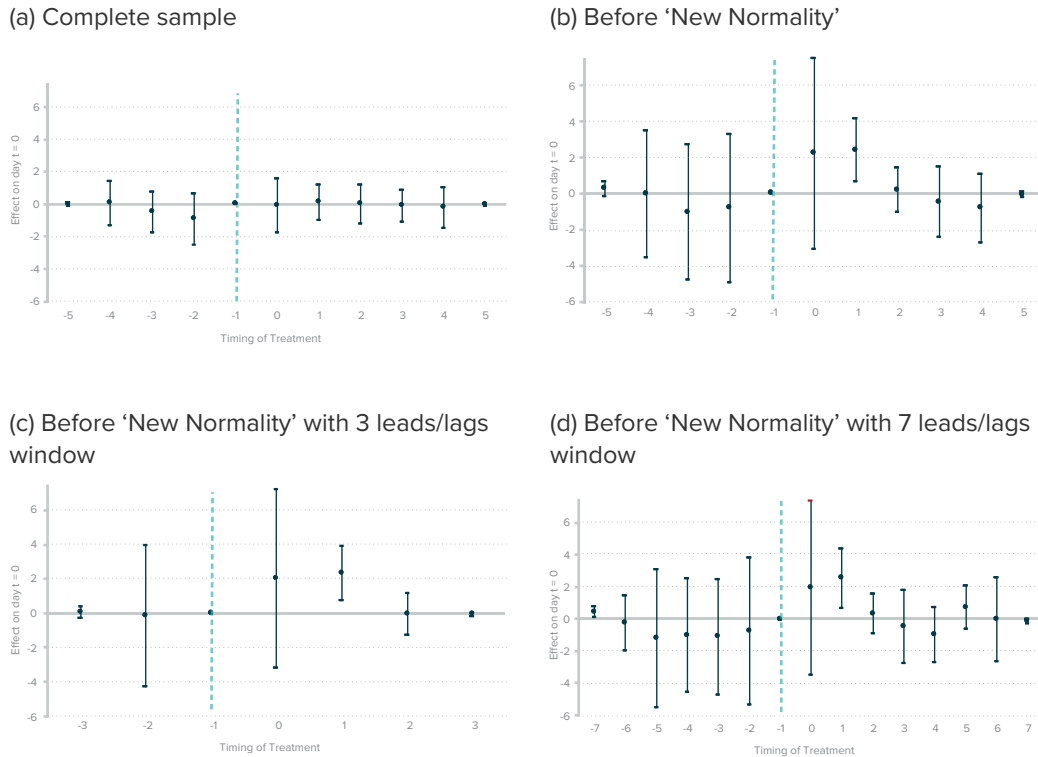 (a) Complete sample
6
4
2
0
-2
-4
-6
Effect on day t = 0
-5 -4 -3 -2 -1 0 1 2 3 4 5
Timing of Treatment
(b) Before ‘New Normality’
6
4
2
0
-2
-4
-6
Effect on day t = 0
-5 -4 -3 -2 -1 0 1 2 3 4 5
(c) Before ‘New Normality’ with 3 leads/lags
window
6
4
2
0
-2
-4
-6
Effect on day t = 0
-3 -2 -1 0 1 2 3
Timing of Treatment
(d) Before ‘New Normality’ with 7 leads/lags
window
6
4
2
0
-2
-4
-6
Effect on day t = 0
-7 -6 -5 -4 -3 -2 -1 0 1 2 3 4 5 6 7
Timing of Treatment